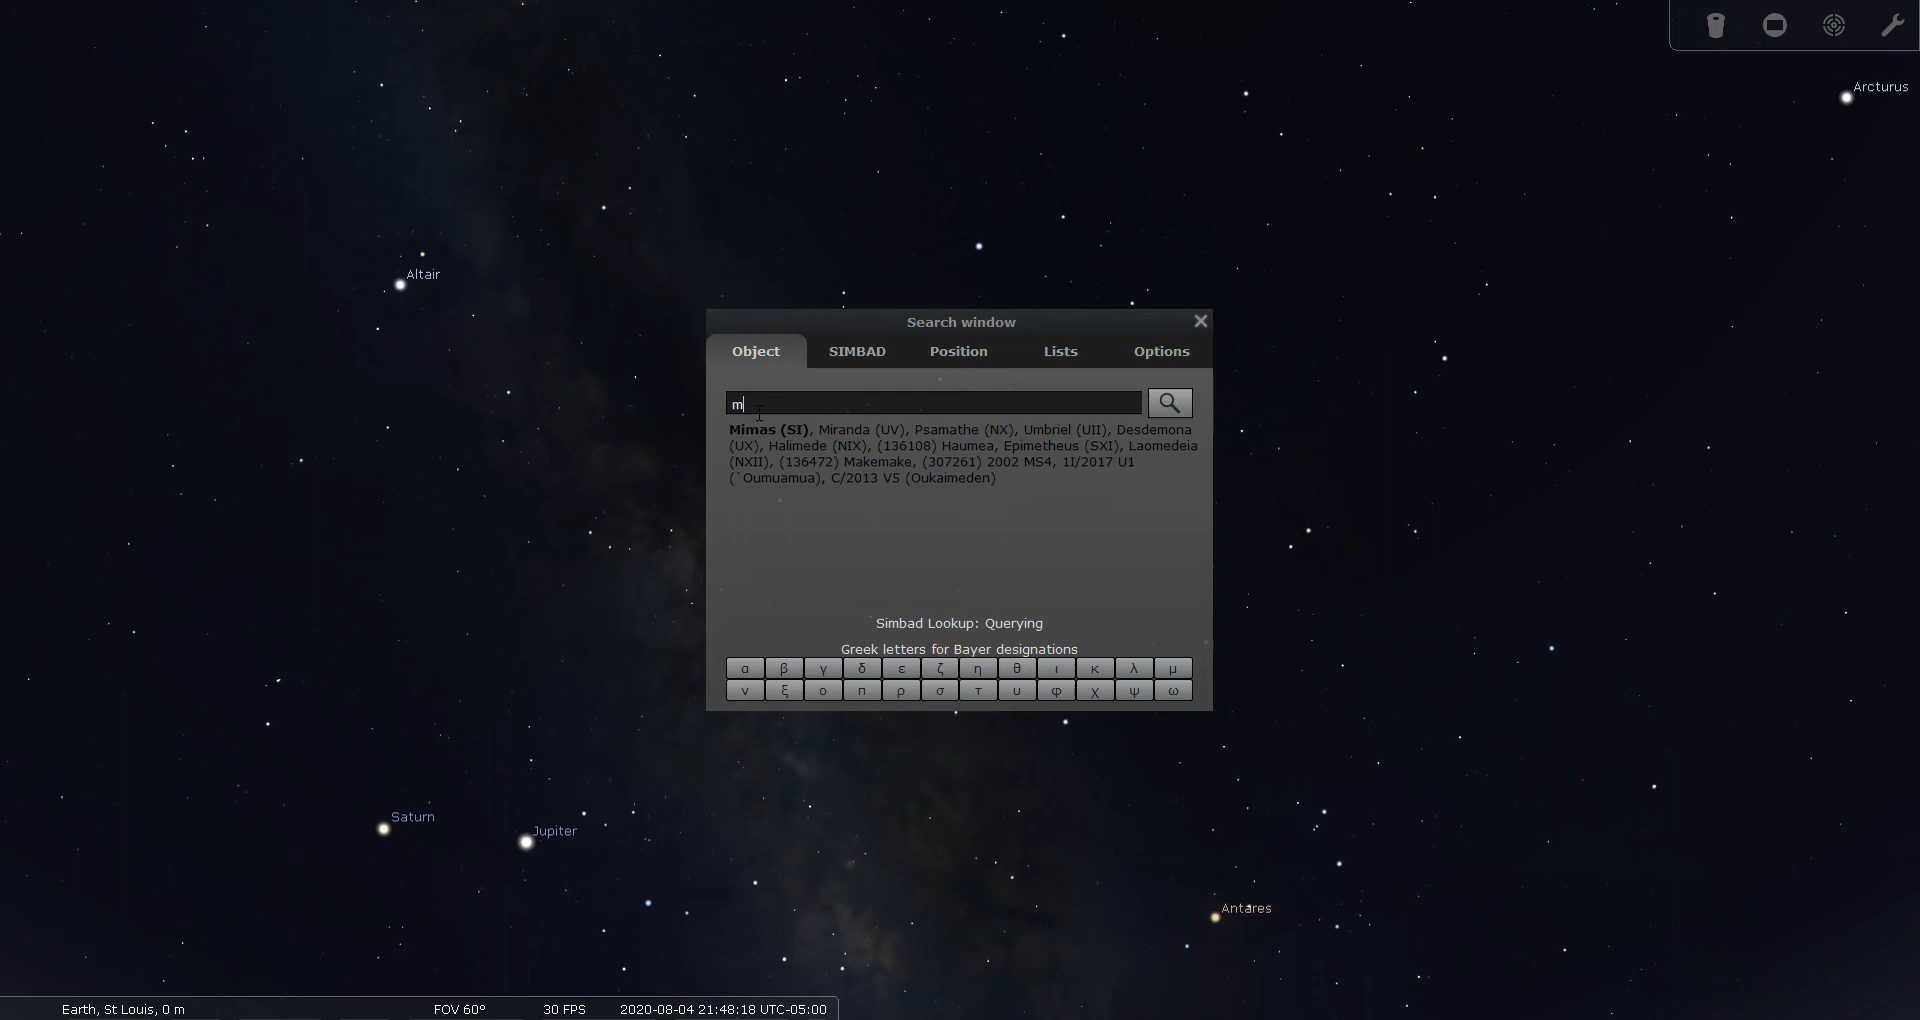 Arcturus
Altair
Search window
Object SIMBAD Position Lists Options
m
Mimas (SI), Miranda (UV), Psamathe (NX), Umbriel (UII), Desdemona
(UX), Halimede (NIX), (136108) Haumea, Epimetheus (SXI), Laomedeia
(NXII), (136472) Makemake, (307261) 2002 MS4, 1I/2017 U1
(`Oumuamua), C/2013 V5 (Oukaimeden)
Simbad Lookup: Querying
Greek letters for Bayer designations
α β γ δ ε ζ η θ ι κ λ μ
ν ξ ο π ρ σ τ υ φ χ ψ ω
Saturn
Jupiter
Antares
Earth, St Louis, 0 m FOV 60° 30 FPS 2020-08-04 21:48:18 UTC-05:00